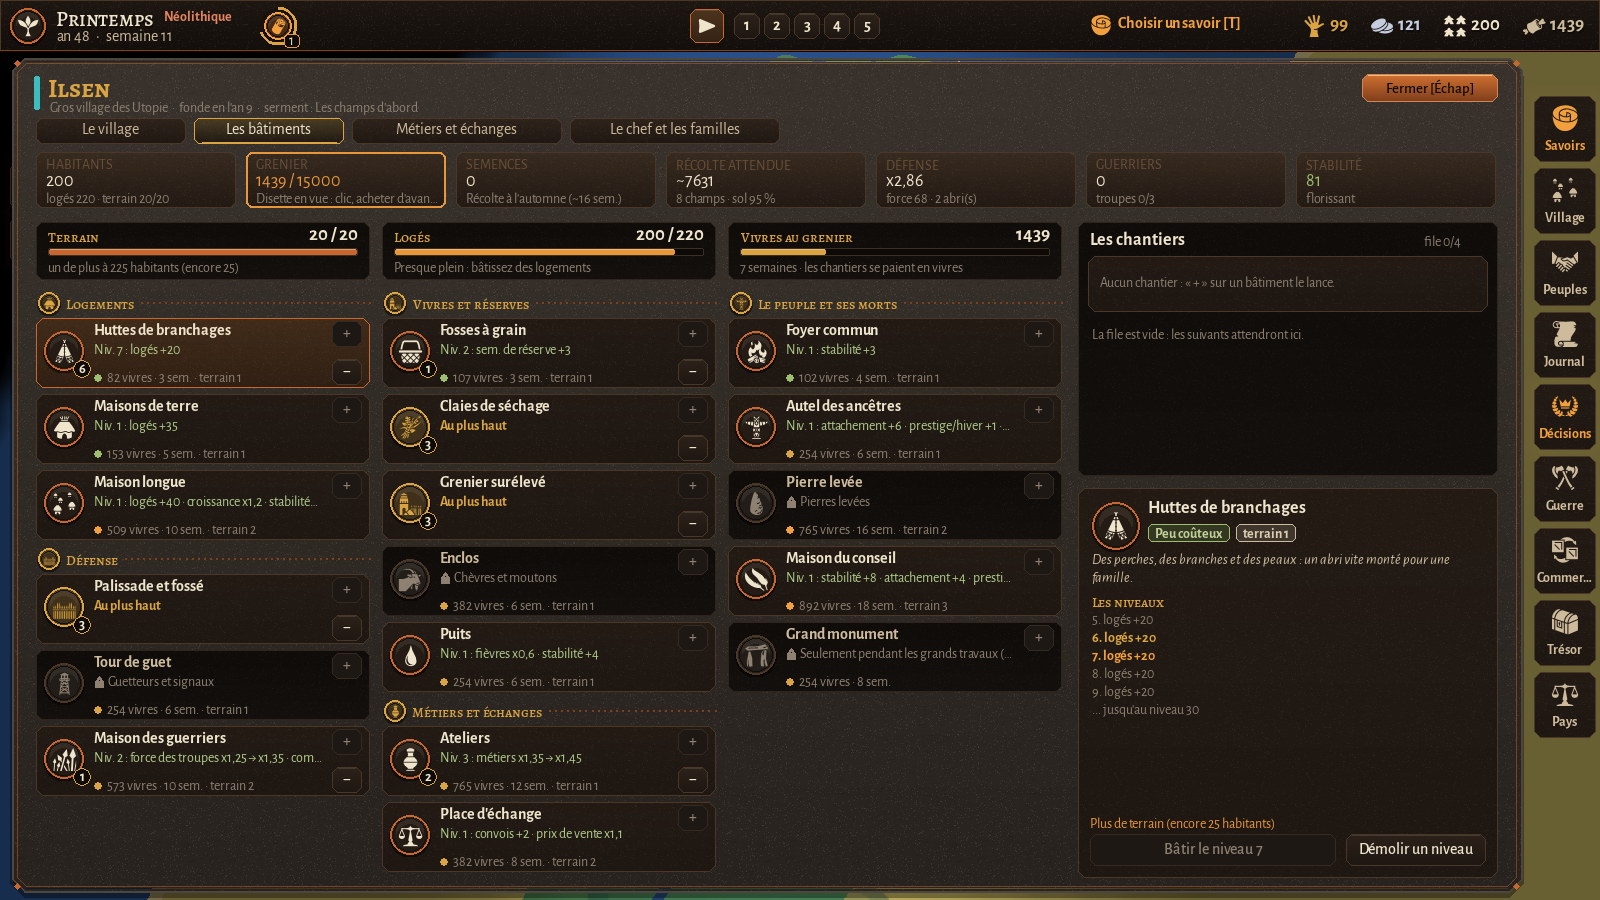 Printemps Néolithique
an 48 · semaine 11
1
1 2 3 4 5
Choisir un savoir [T]
99
121
200
1439
Ilsen
Gros village des Utopie · fonde en l'an 9 · serment : Les champs d'abord
Fermer [Échap]
Le village
Les bâtiments
Métiers et échanges
Le chef et les familles
HABITANTS
200
logés 220 · terrain 20/20
GRENIER
1439 / 15000
Disette en vue : clic, acheter d'avan...
SEMENCES
0
Récolte à l'automne (~16 sem.)
RÉCOLTE ATTENDUE
~7631
8 champs · sol 95 %
DÉFENSE
x2,86
force 68 · 2 abri(s)
GUERRIERS
0
troupes 0/3
STABILITÉ
81
florissant
Terrain 20 / 20
un de plus à 225 habitants (encore 25)
Logés 200 / 220
Presque plein : bâtissez des logements
Vivres au grenier 1439
7 semaines · les chantiers se paient en vivres
Logements
Huttes de branchages +
Niv. 7 : logés +20
6
82 vivres · 3 sem. · terrain 1 −
Maisons de terre +
Niv. 1 : logés +35
153 vivres · 5 sem. · terrain 1
Maison longue +
Niv. 1 : logés +40 · croissance x1,2 · stabilité...
509 vivres · 10 sem. · terrain 2
Défense
Palissade et fossé +
Au plus haut
3 −
Tour de guet +
Guetteurs et signaux
254 vivres · 6 sem. · terrain 1
Maison des guerriers +
Niv. 2 : force des troupes x1,25→x1,35 · com...
1
573 vivres · 10 sem. · terrain 2 −
Vivres et réserves
Fosses à grain +
Niv. 2 : sem. de réserve +3
1
107 vivres · 3 sem. · terrain 1 −
Claies de séchage +
Au plus haut
3 −
Grenier surélevé +
Au plus haut
3 −
Enclos +
Chèvres et moutons
382 vivres · 6 sem. · terrain 1
Puits +
Niv. 1 : fièvres x0,6 · stabilité +4
254 vivres · 6 sem. · terrain 1
Métiers et échanges
Ateliers +
Niv. 3 : métiers x1,35→x1,45
2
765 vivres · 12 sem. · terrain 1 −
Place d'échange +
Niv. 1 : convois +2 · prix de vente x1,1
382 vivres · 8 sem. · terrain 2
Le peuple et ses morts
Foyer commun +
Niv. 1 : stabilité +3
102 vivres · 4 sem. · terrain 1
Autel des ancêtres +
Niv. 1 : attachement +6 · prestige/hiver +1 ·...
254 vivres · 6 sem. · terrain 1
Pierre levée +
Pierres levées
765 vivres · 16 sem. · terrain 2
Maison du conseil +
Niv. 1 : stabilité +8 · attachement +4 · presti...
892 vivres · 18 sem. · terrain 3
Grand monument +
Seulement pendant les grands travaux (...
254 vivres · 8 sem.
Les chantiers file 0/4
Aucun chantier : « + » sur un bâtiment le lance.
La file est vide : les suivants attendront ici.
Huttes de branchages
Peu coûteux terrain 1
Des perches, des branches et des peaux : un abri vite monté pour une
famille.
Les niveaux
5. logés +20
6. logés +20
7. logés +20
8. logés +20
9. logés +20
... jusqu'au niveau 30
Plus de terrain (encore 25 habitants)
Bâtir le niveau 7
Démolir un niveau
Savoirs
Village
Peuples
Journal
Décisions
Guerre
Commer...
Trésor
Pays